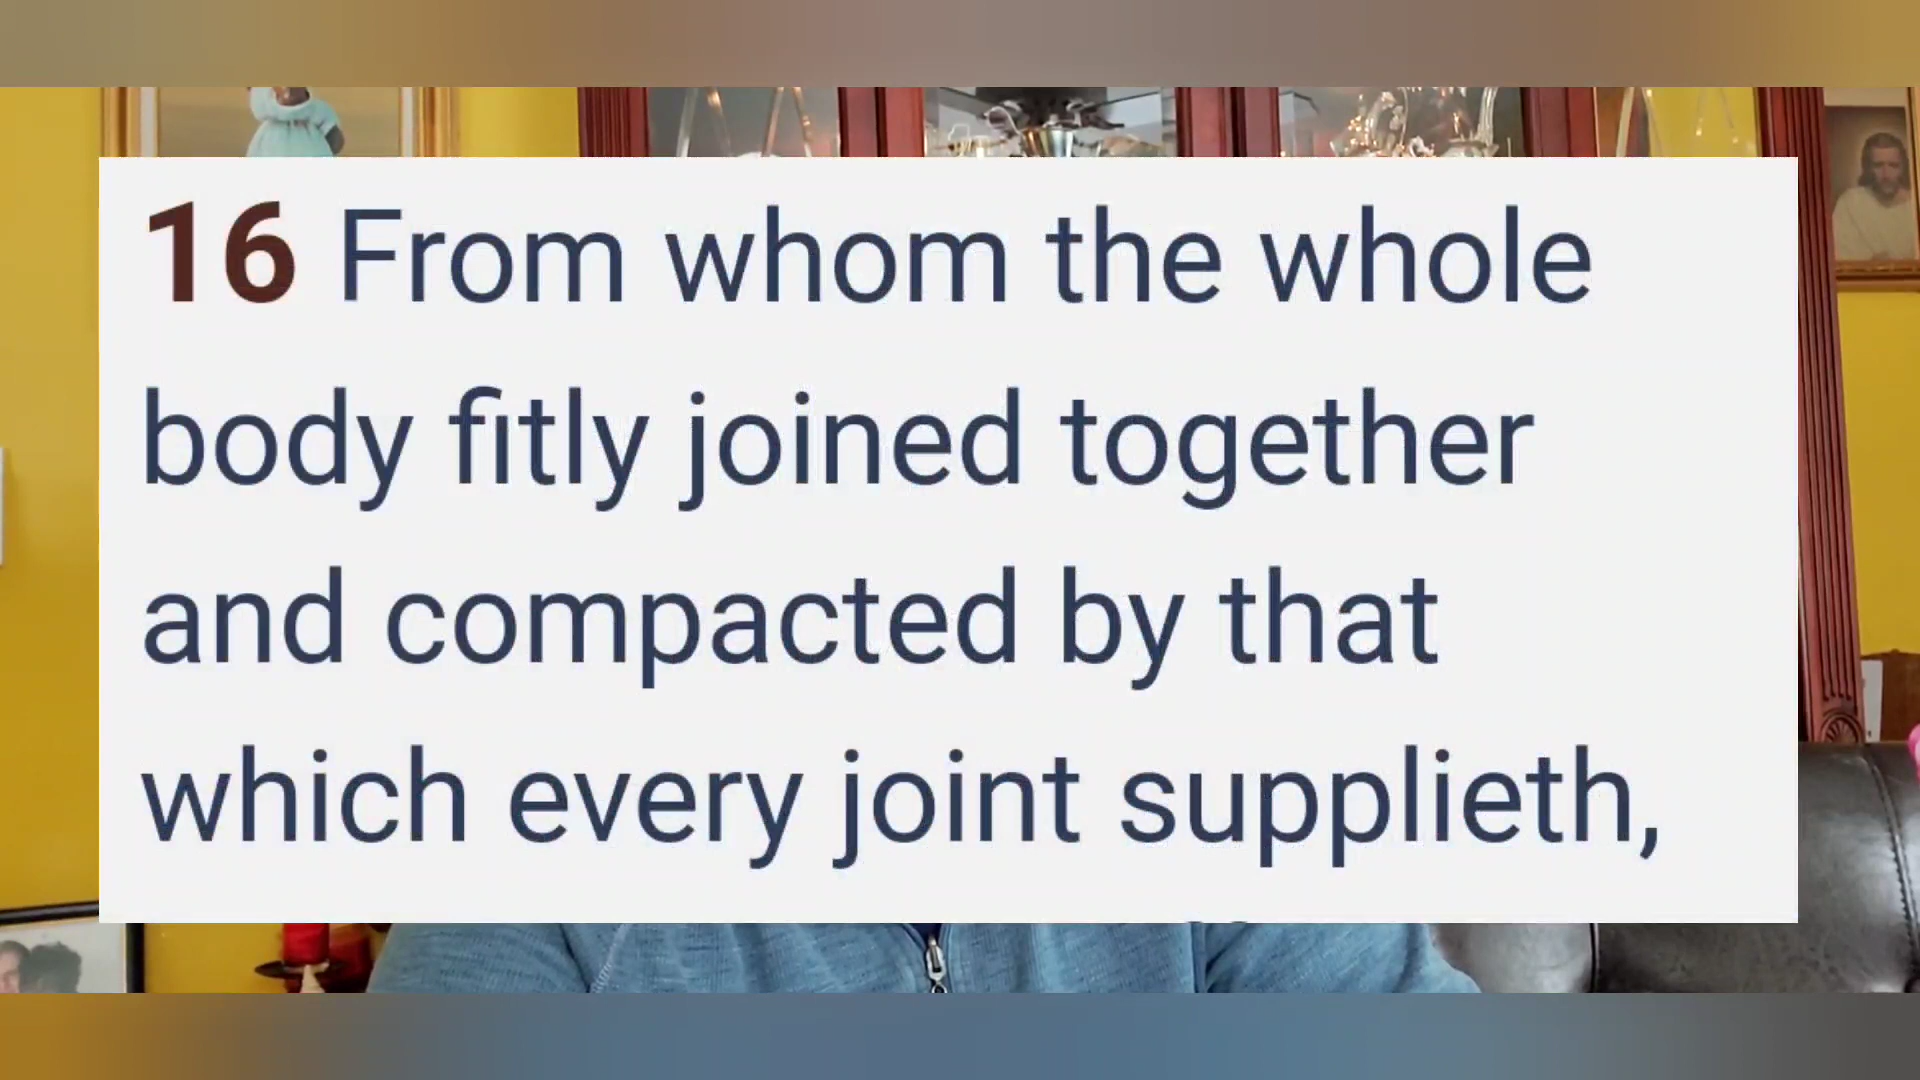 16 From whom the whole
body fitly joined together
and compacted by that
which every joint supplieth,